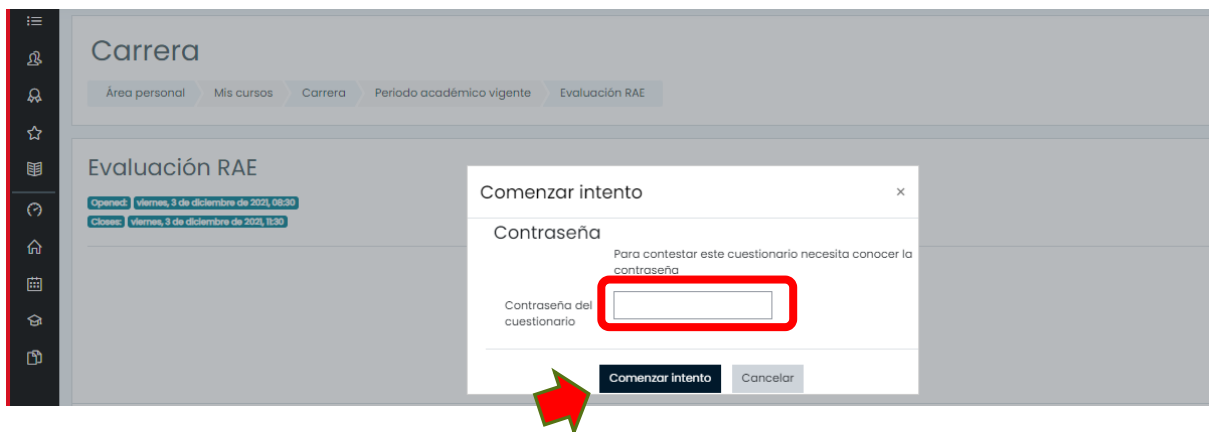 Carrera
Área personal Mis cursos Carrera Periodo académico vigente Evaluación RAE
Evaluación RAE
Opened: viernes, 3 de diciembre de 2021, 08:30
Closes: viernes, 3 de diciembre de 2021, 11:30
Comenzar intento ×
Contraseña
Para contestar este cuestionario necesita conocer la
contraseña
Contraseña del
cuestionario
Comenzar intento Cancelar